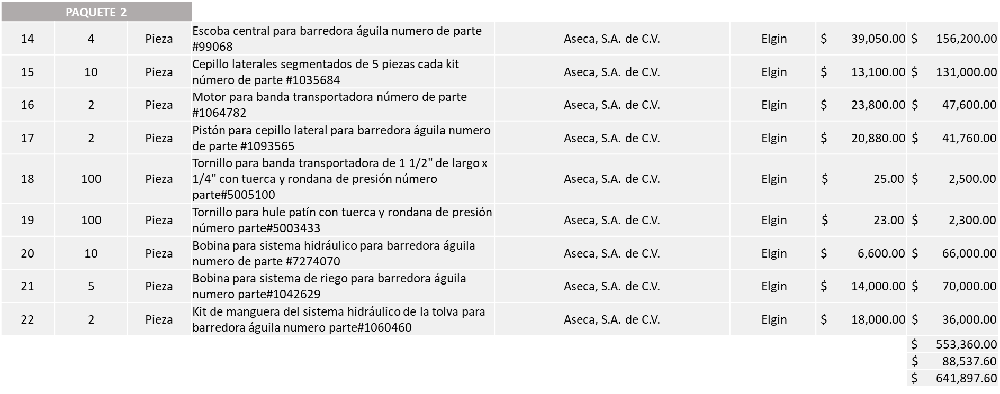 PAQUETE 2
14 4 Pieza Escoba central para barredora águila numero de parte #99068 Aseca, S.A. de C.V. Elgin $ 39,050.00 $ 156,200.00
15 10 Pieza Cepillo laterales segmentados de 5 piezas cada kit número de parte #1035684 Aseca, S.A. de C.V. Elgin $ 13,100.00 $ 131,000.00
16 2 Pieza Motor para banda transportadora número de parte #1064782 Aseca, S.A. de C.V. Elgin $ 23,800.00 $ 47,600.00
17 2 Pieza Pistón para cepillo lateral para barredora águila numero de parte #1093565 Aseca, S.A. de C.V. Elgin $ 20,880.00 $ 41,760.00
18 100 Pieza Tornillo para banda transportadora de 1 1/2" de largo x 1/4" con tuerca y rondana de presión número parte#5005100 Aseca, S.A. de C.V. Elgin $ 25.00 $ 2,500.00
19 100 Pieza Tornillo para hule patín con tuerca y rondana de presión número parte#5003433 Aseca, S.A. de C.V. Elgin $ 23.00 $ 2,300.00
20 10 Pieza Bobina para sistema hidráulico para barredora águila numero de parte #7274070 Aseca, S.A. de C.V. Elgin $ 6,600.00 $ 66,000.00
21 5 Pieza Bobina para sistema de riego para barredora águila numero parte#1042629 Aseca, S.A. de C.V. Elgin $ 14,000.00 $ 70,000.00
22 2 Pieza Kit de manguera del sistema hidráulico de la tolva para barredora águila numero parte#1060460 Aseca, S.A. de C.V. Elgin $ 18,000.00 $ 36,000.00
$ 553,360.00
$ 88,537.60
$ 641,897.60